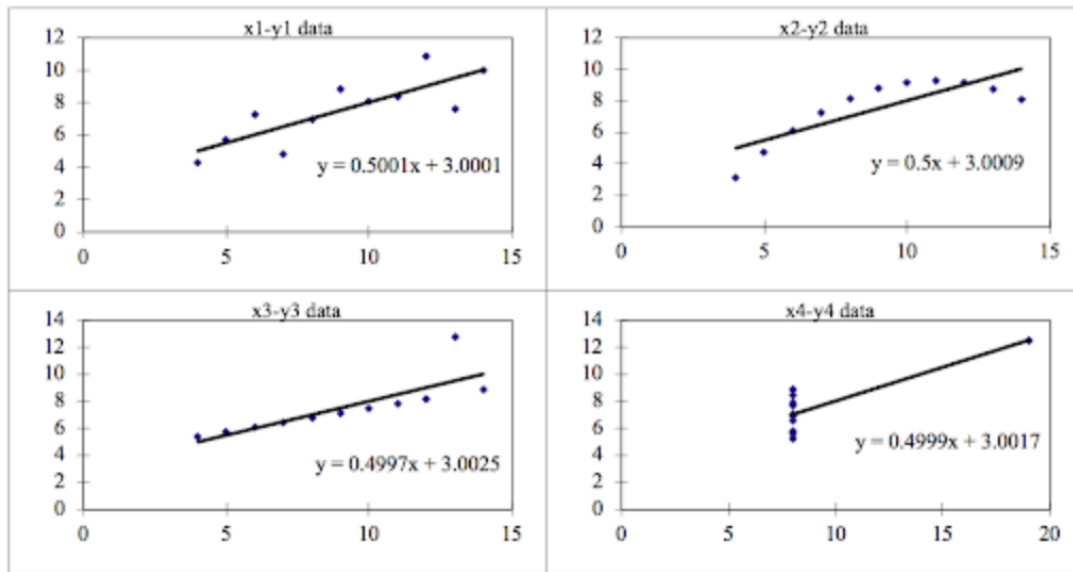 x1-y1 data
12
10
8
6
4
2
0
y = 0.5001x + 3.0001
0 5 10 15
x2-y2 data
12
10
8
6
4
2
0
y = 0.5x + 3.0009
0 5 10 15
x3-y3 data
14
12
10
8
6
4
2
0
y = 0.4997x + 3.0025
0 5 10 15
x4-y4 data
14
12
10
8
6
4
2
0
y = 0.4999x + 3.0017
0 5 10 15 20